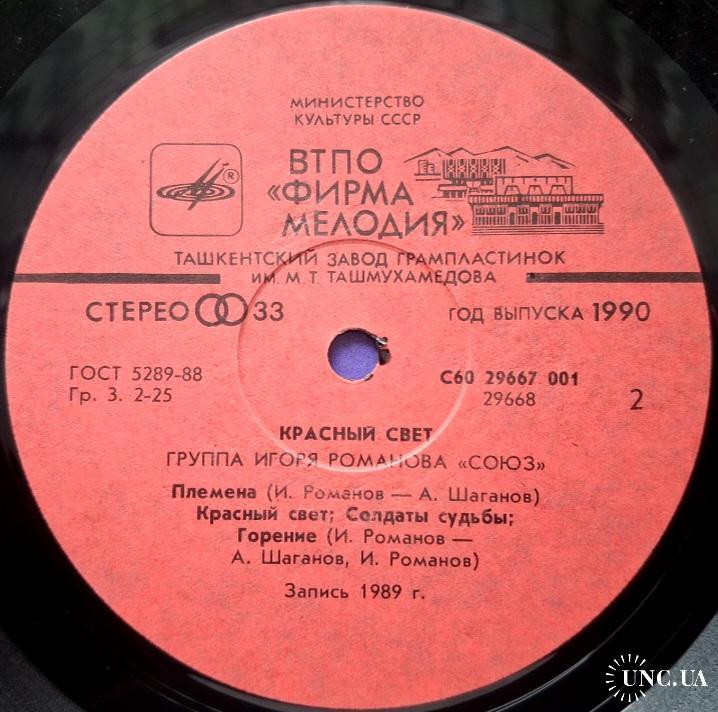 МИНИСТЕРСТВО
КУЛЬТУРЫ СССР
ВТПО
«ФИРМА
МЕЛОДИЯ»
®
ТАШКЕНТСКИЙ ЗАВОД ГРАМПЛАСТИНОК
ИМ. М. Т. ТАШМУХАМЕДОВА
СТЕРЕО 33
ГОД ВЫПУСКА 1990
ГОСТ 5289-88
Гр. 3. 2-25
С60 29667 001
29668
2
КРАСНЫЙ СВЕТ
ГРУППА ИГОРЯ РОМАНОВА «СОЮЗ»
Племена (И. Романов — А. Шаганов)
Красный свет; Солдаты судьбы;
Горение (И. Романов —
А. Шаганов, И. Романов)
Запись 1989 г.
UNC.UA